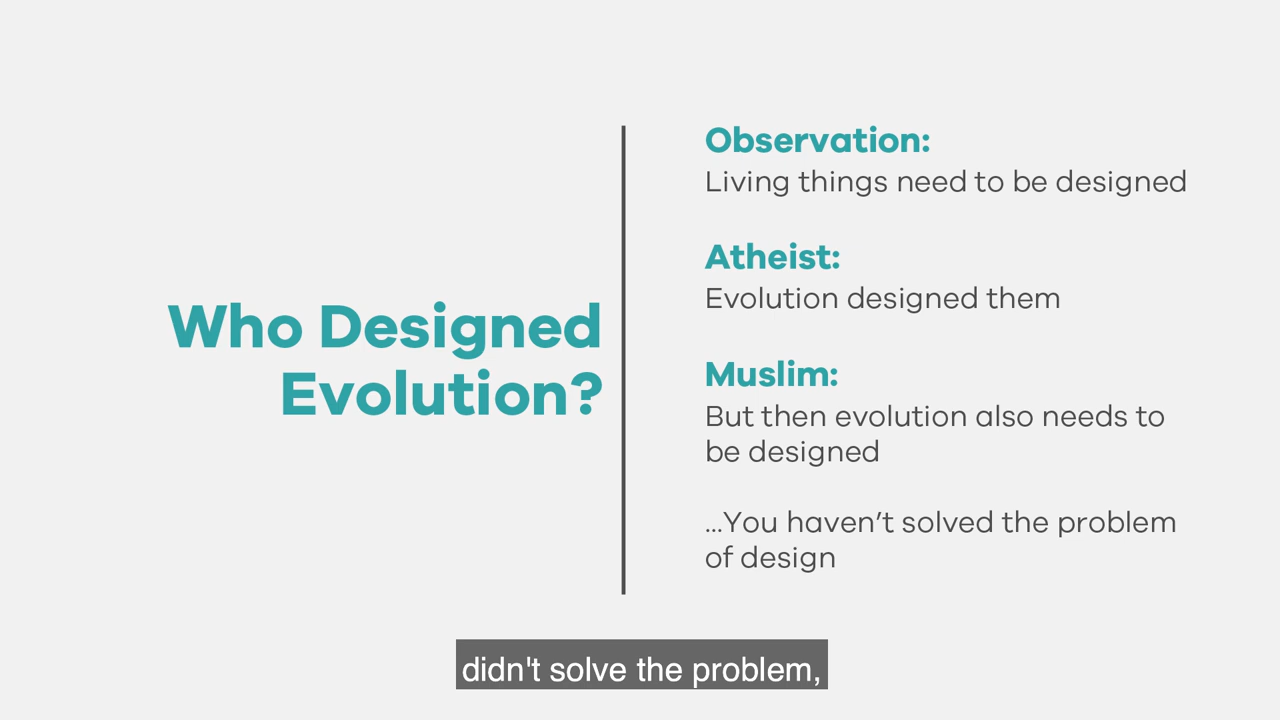 Who Designed
Evolution?
Observation:
Living things need to be designed
Atheist:
Evolution designed them
Muslim:
But then evolution also needs to
be designed
...You haven’t solved the problem
of design
didn't solve the problem,